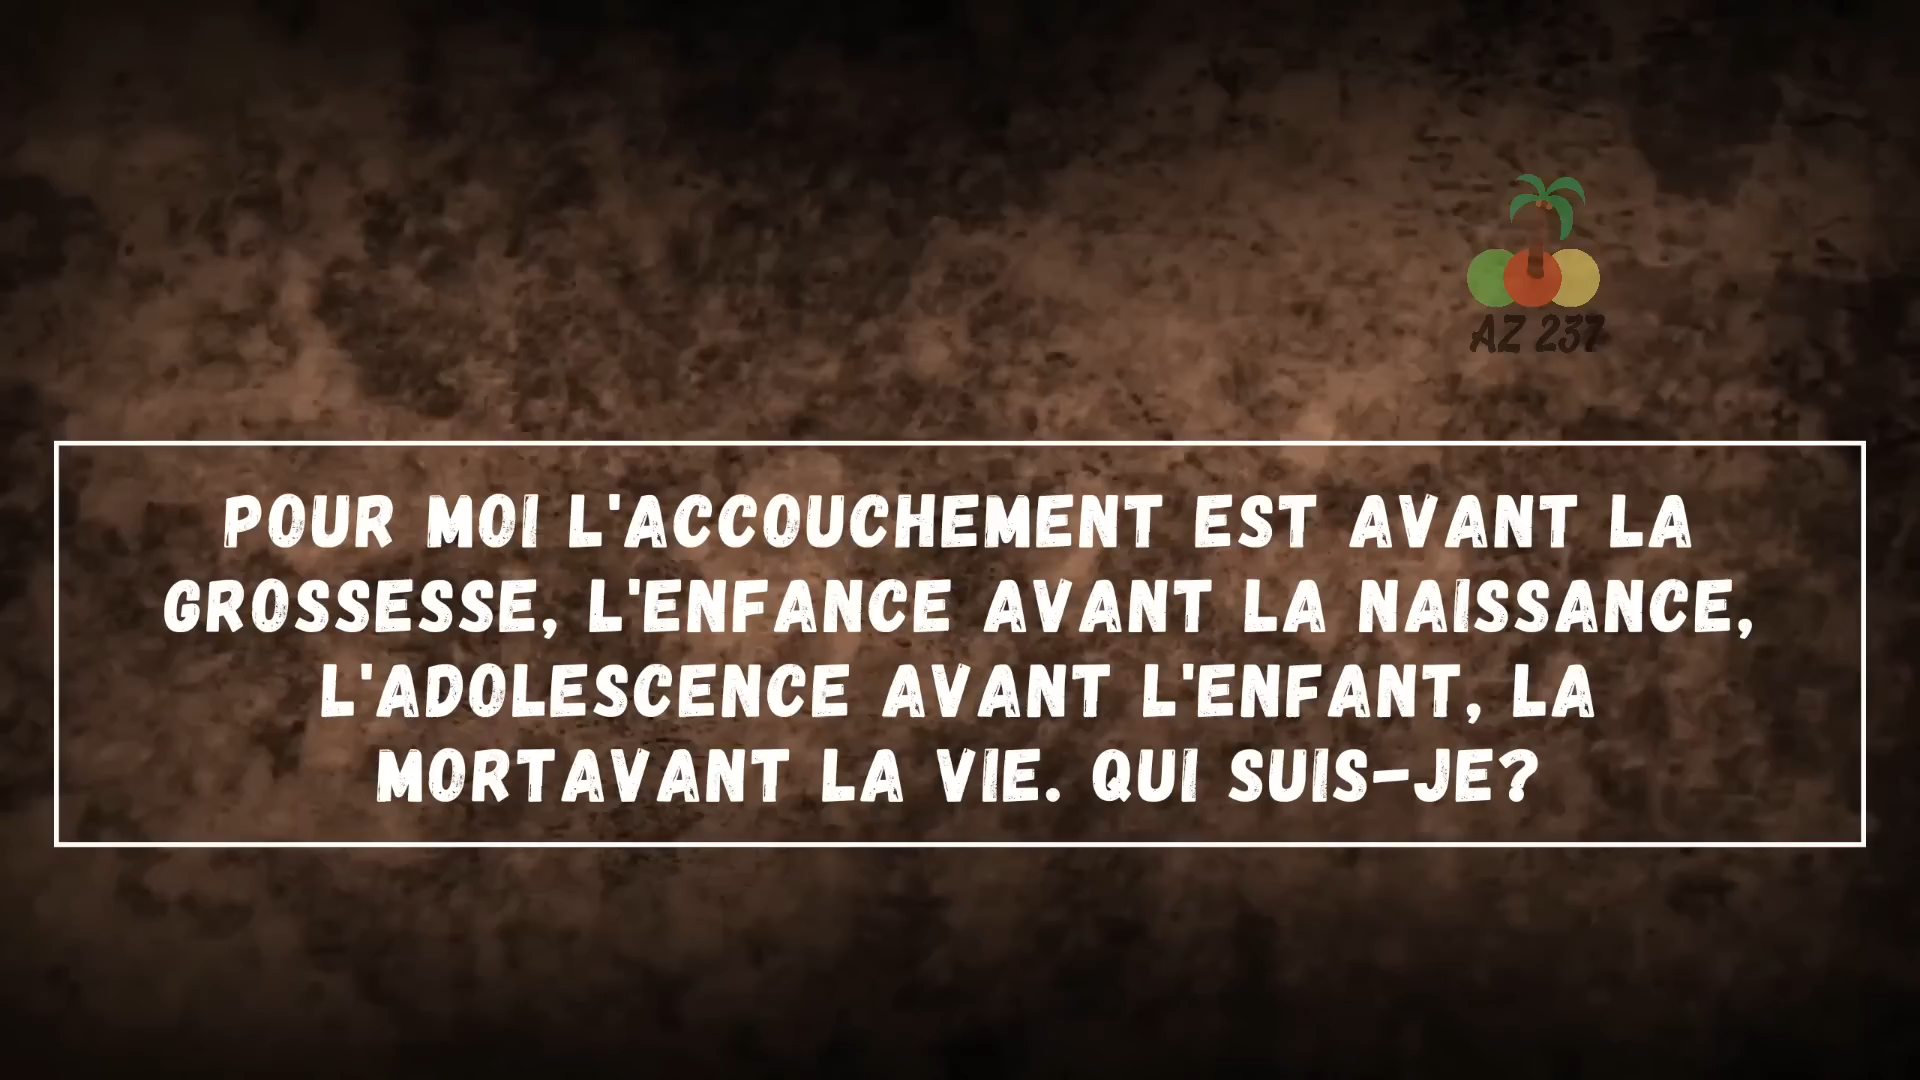 AZ 237
POUR MOI L'ACCOUCHEMENT EST AVANT LA
GROSSESSE, L'ENFANCE AVANT LA NAISSANCE,
L'ADOLESCENCE AVANT L'ENFANT, LA
MORTAVANT LA VIE. QUI SUIS-JE?